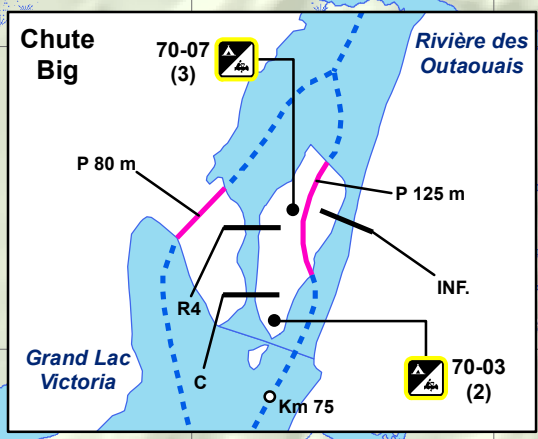 Chute
Big
70-07
(3)
Rivière des
Outaouais
P 80 m
P 125 m
INF.
R4
C
Grand Lac
Victoria
Km 75
70-03
(2)